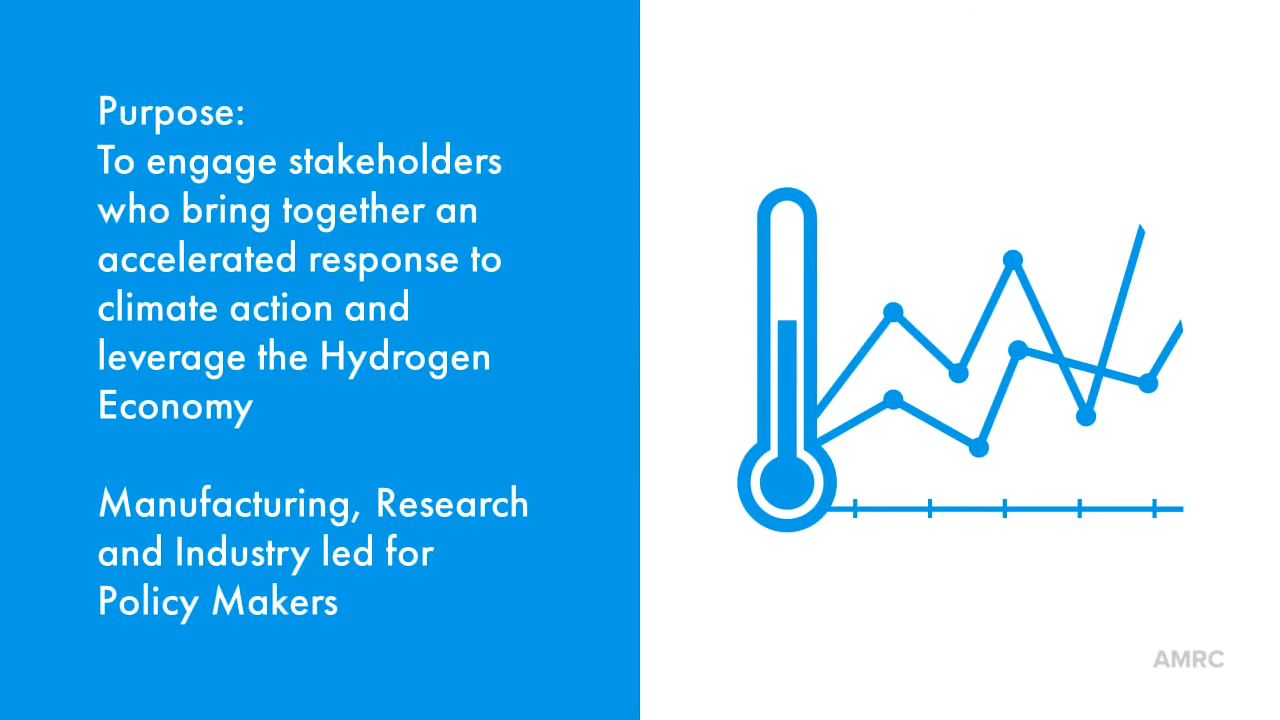 Purpose:
To engage stakeholders
who bring together an
accelerated response to
climate action and
leverage the Hydrogen
Economy
Manufacturing, Research
and Industry led for
Policy Makers
AMRC